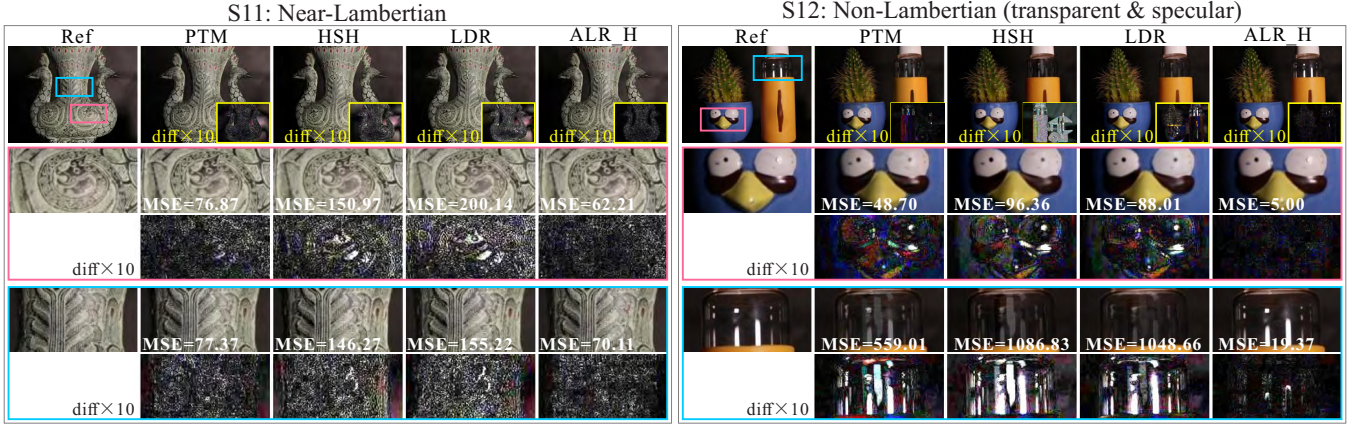 S11: Near-Lambertian
Ref PTM HSH LDR ALR_H
diff×10 diff×10 diff×10 diff×10
MSE=76.87 MSE=150.97 MSE=200.14 MSE=62.21
diff×10
MSE=77.37 MSE=146.27 MSE=155.22 MSE=70.11
diff×10
S12: Non-Lambertian (transparent & specular)
Ref PTM HSH LDR ALR_H
diff×10 diff×10 diff×10 diff×10
MSE=48.70 MSE=96.36 MSE=88.01 MSE=5.00
diff×10
MSE=559.01 MSE=1086.83 MSE=1048.66 MSE=19.37
diff×10